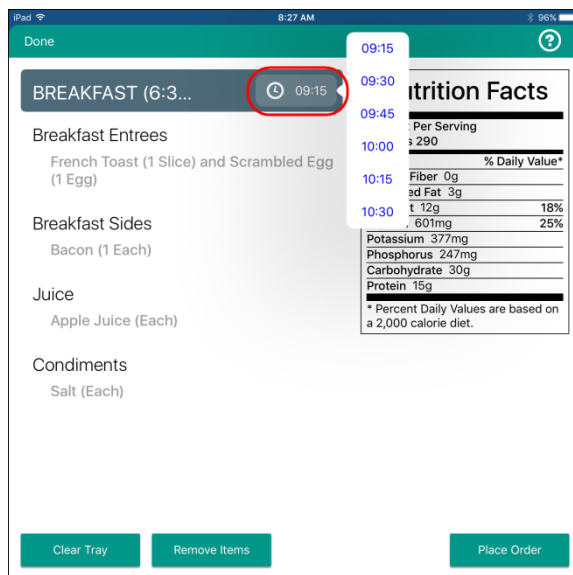 iPad 8:27 AM 96%
Done
BREAKFAST (6:3... 09:15
09:15
09:30
09:45
10:00
10:15
10:30
Breakfast Entrees
French Toast (1 Slice) and Scrambled Egg
(1 Egg)
Breakfast Sides
Bacon (1 Each)
Juice
Apple Juice (Each)
Condiments
Salt (Each)
Facts
Per Serving
290
% Daily Value*
Fiber 0g
Fat 3g
12g 18%
601mg 25%
Potassium 377mg
Phosphorus 247mg
Carbohydrate 30g
Protein 15g
* Percent Daily Values are based on
a 2,000 calorie diet.
Clear Tray Remove Items Place Order